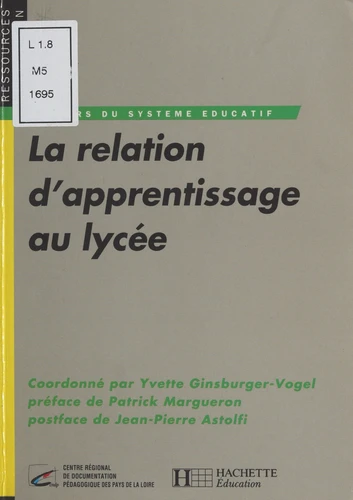 RESSOURCES
L 1.8
M5
1695
RS DU SYSTEME EDUCATIF
La relation
d'apprentissage
au lycée
Coordonné par Yvette Ginsburger-Vogel
préface de Patrick Margueron
postface de Jean-Pierre Astolfi
CENTRE RÉGIONAL
DE DOCUMENTATION
PÉDAGOGIQUE DES PAYS DE LA LOIRE
HACHETTE
Education